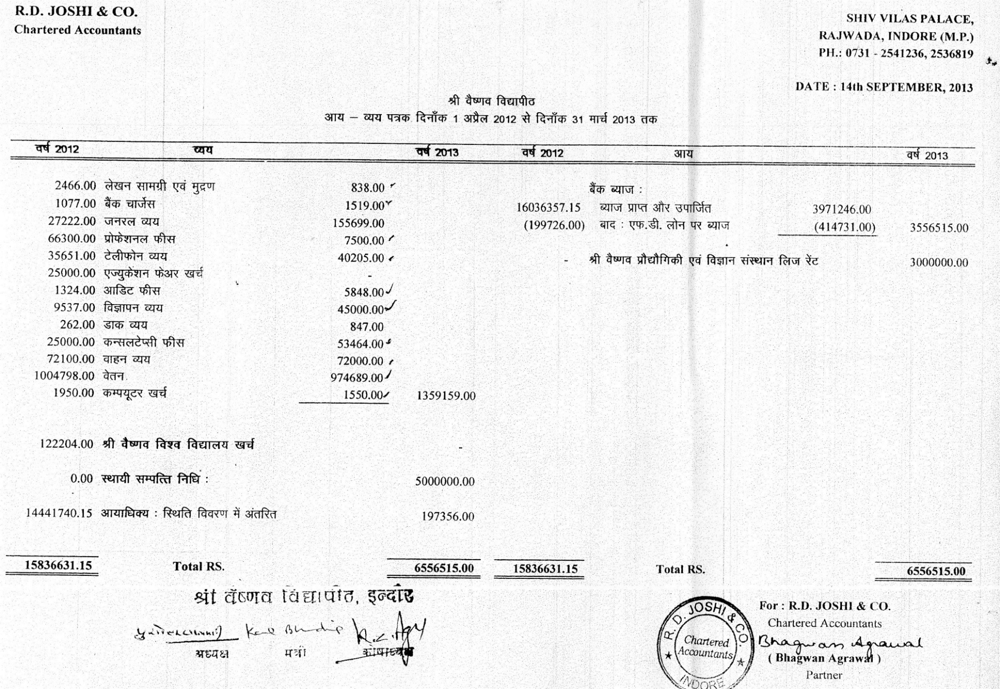 R.D. JOSHI & CO.
Chartered Accountants
SHIV VILAS PALACE,
RAJWADA, INDORE (M.P.)
PH.: 0731 - 2541236, 2536819
DATE : 14th SEPTEMBER, 2013
श्री वैष्णव विद्यापीठ
आय – व्यय पत्रक दिनाँक 1 अप्रैल 2012 से दिनाँक 31 मार्च 2013 तक
वर्ष 2012 व्यय वर्ष 2013 वर्ष 2012 आय वर्ष 2013
2466.00 लेखन सामग्री एवं मुद्रण 838.00 बैंक ब्याज :
1077.00 बैंक चार्जेस 1519.00 16036357.15 ब्याज प्राप्त और उपार्जित 3971246.00
27222.00 जनरल व्यय 155699.00 (199726.00) बाद : एफ.डी. लोन पर ब्याज (414731.00) 3556515.00
66300.00 प्रोफेशनल फीस 7500.00
35651.00 टेलीफोन व्यय 40205.00 - श्री वैष्णव प्रौद्यौगिकी एवं विज्ञान संस्थान लिज रेंट 3000000.00
25000.00 एज्युकेशन फेअर खर्च -
1324.00 आडिट फीस 5848.00
9537.00 विज्ञापन व्यय 45000.00
262.00 डाक व्यय 847.00
25000.00 कन्सलटेप्सी फीस 53464.00
72100.00 वाहन व्यय 72000.00
1004798.00 वेतन 974689.00
1950.00 कम्पयूटर खर्च 1550.00 1359159.00
122204.00 श्री वैष्णव विश्व विद्यालय खर्च -
0.00 स्थायी सम्पत्ति निधि : 5000000.00
14441740.15 आयाधिक्य : स्थिति विवरण में अंतरित 197356.00
15836631.15 Total RS. 6556515.00 15836631.15 Total RS. 6556515.00
श्री वैष्णव विद्यापीठ, इन्दौर
अध्यक्ष मंत्री कोषाध्यक्ष
R. D. JOSHI & CO.
Chartered
Accountants
INDORE
For : R.D. JOSHI & CO.
Chartered Accountants
Bhagwan Agrawal
( Bhagwan Agrawal )
Partner